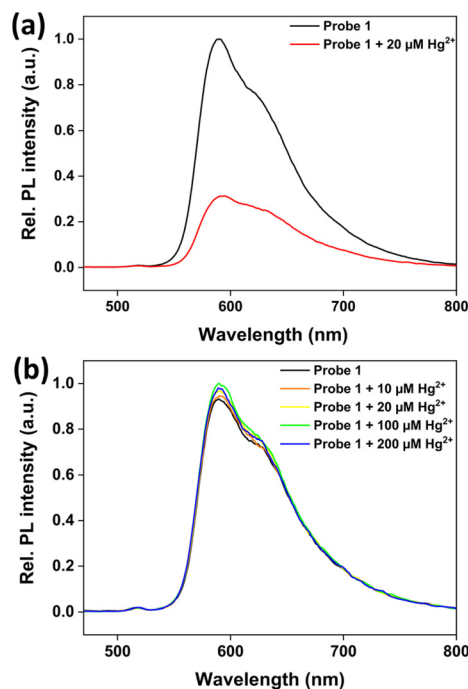 (a)
Probe 1
Probe 1 + 20 μM Hg²⁺
Rel. PL intensity (a.u.)
1.0
0.8
0.6
0.4
0.2
0.0
500
600
700
800
Wavelength (nm)
(b)
Probe 1
Probe 1 + 10 μM Hg²⁺
Probe 1 + 20 μM Hg²⁺
Probe 1 + 100 μM Hg²⁺
Probe 1 + 200 μM Hg²⁺
Rel. PL intensity (a.u.)
1.0
0.8
0.6
0.4
0.2
0.0
500
600
700
800
Wavelength (nm)